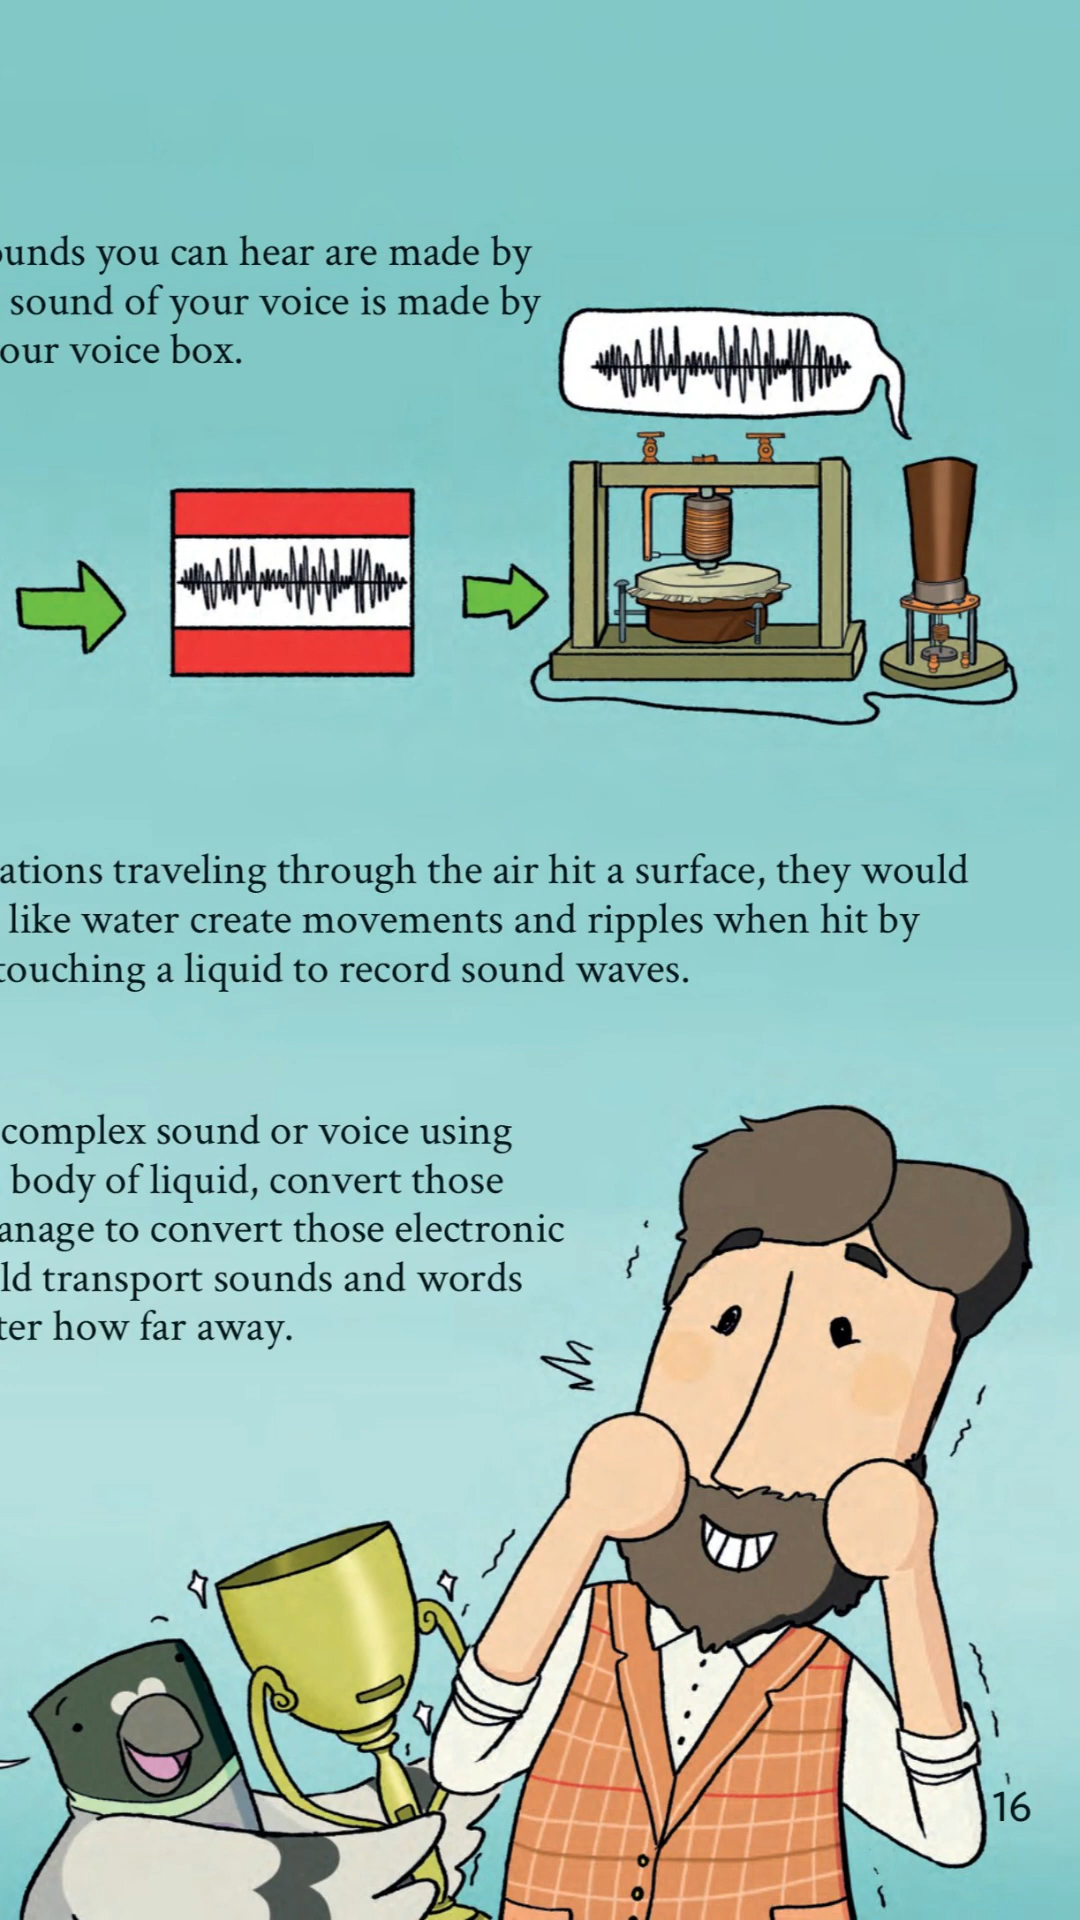 ounds you can hear are made by
sound of your voice is made by
our voice box.
ations traveling through the air hit a surface, they would
like water create movements and ripples when hit by
touching a liquid to record sound waves.
complex sound or voice using
body of liquid, convert those
anage to convert those electronic
ld transport sounds and words
ter how far away.
16